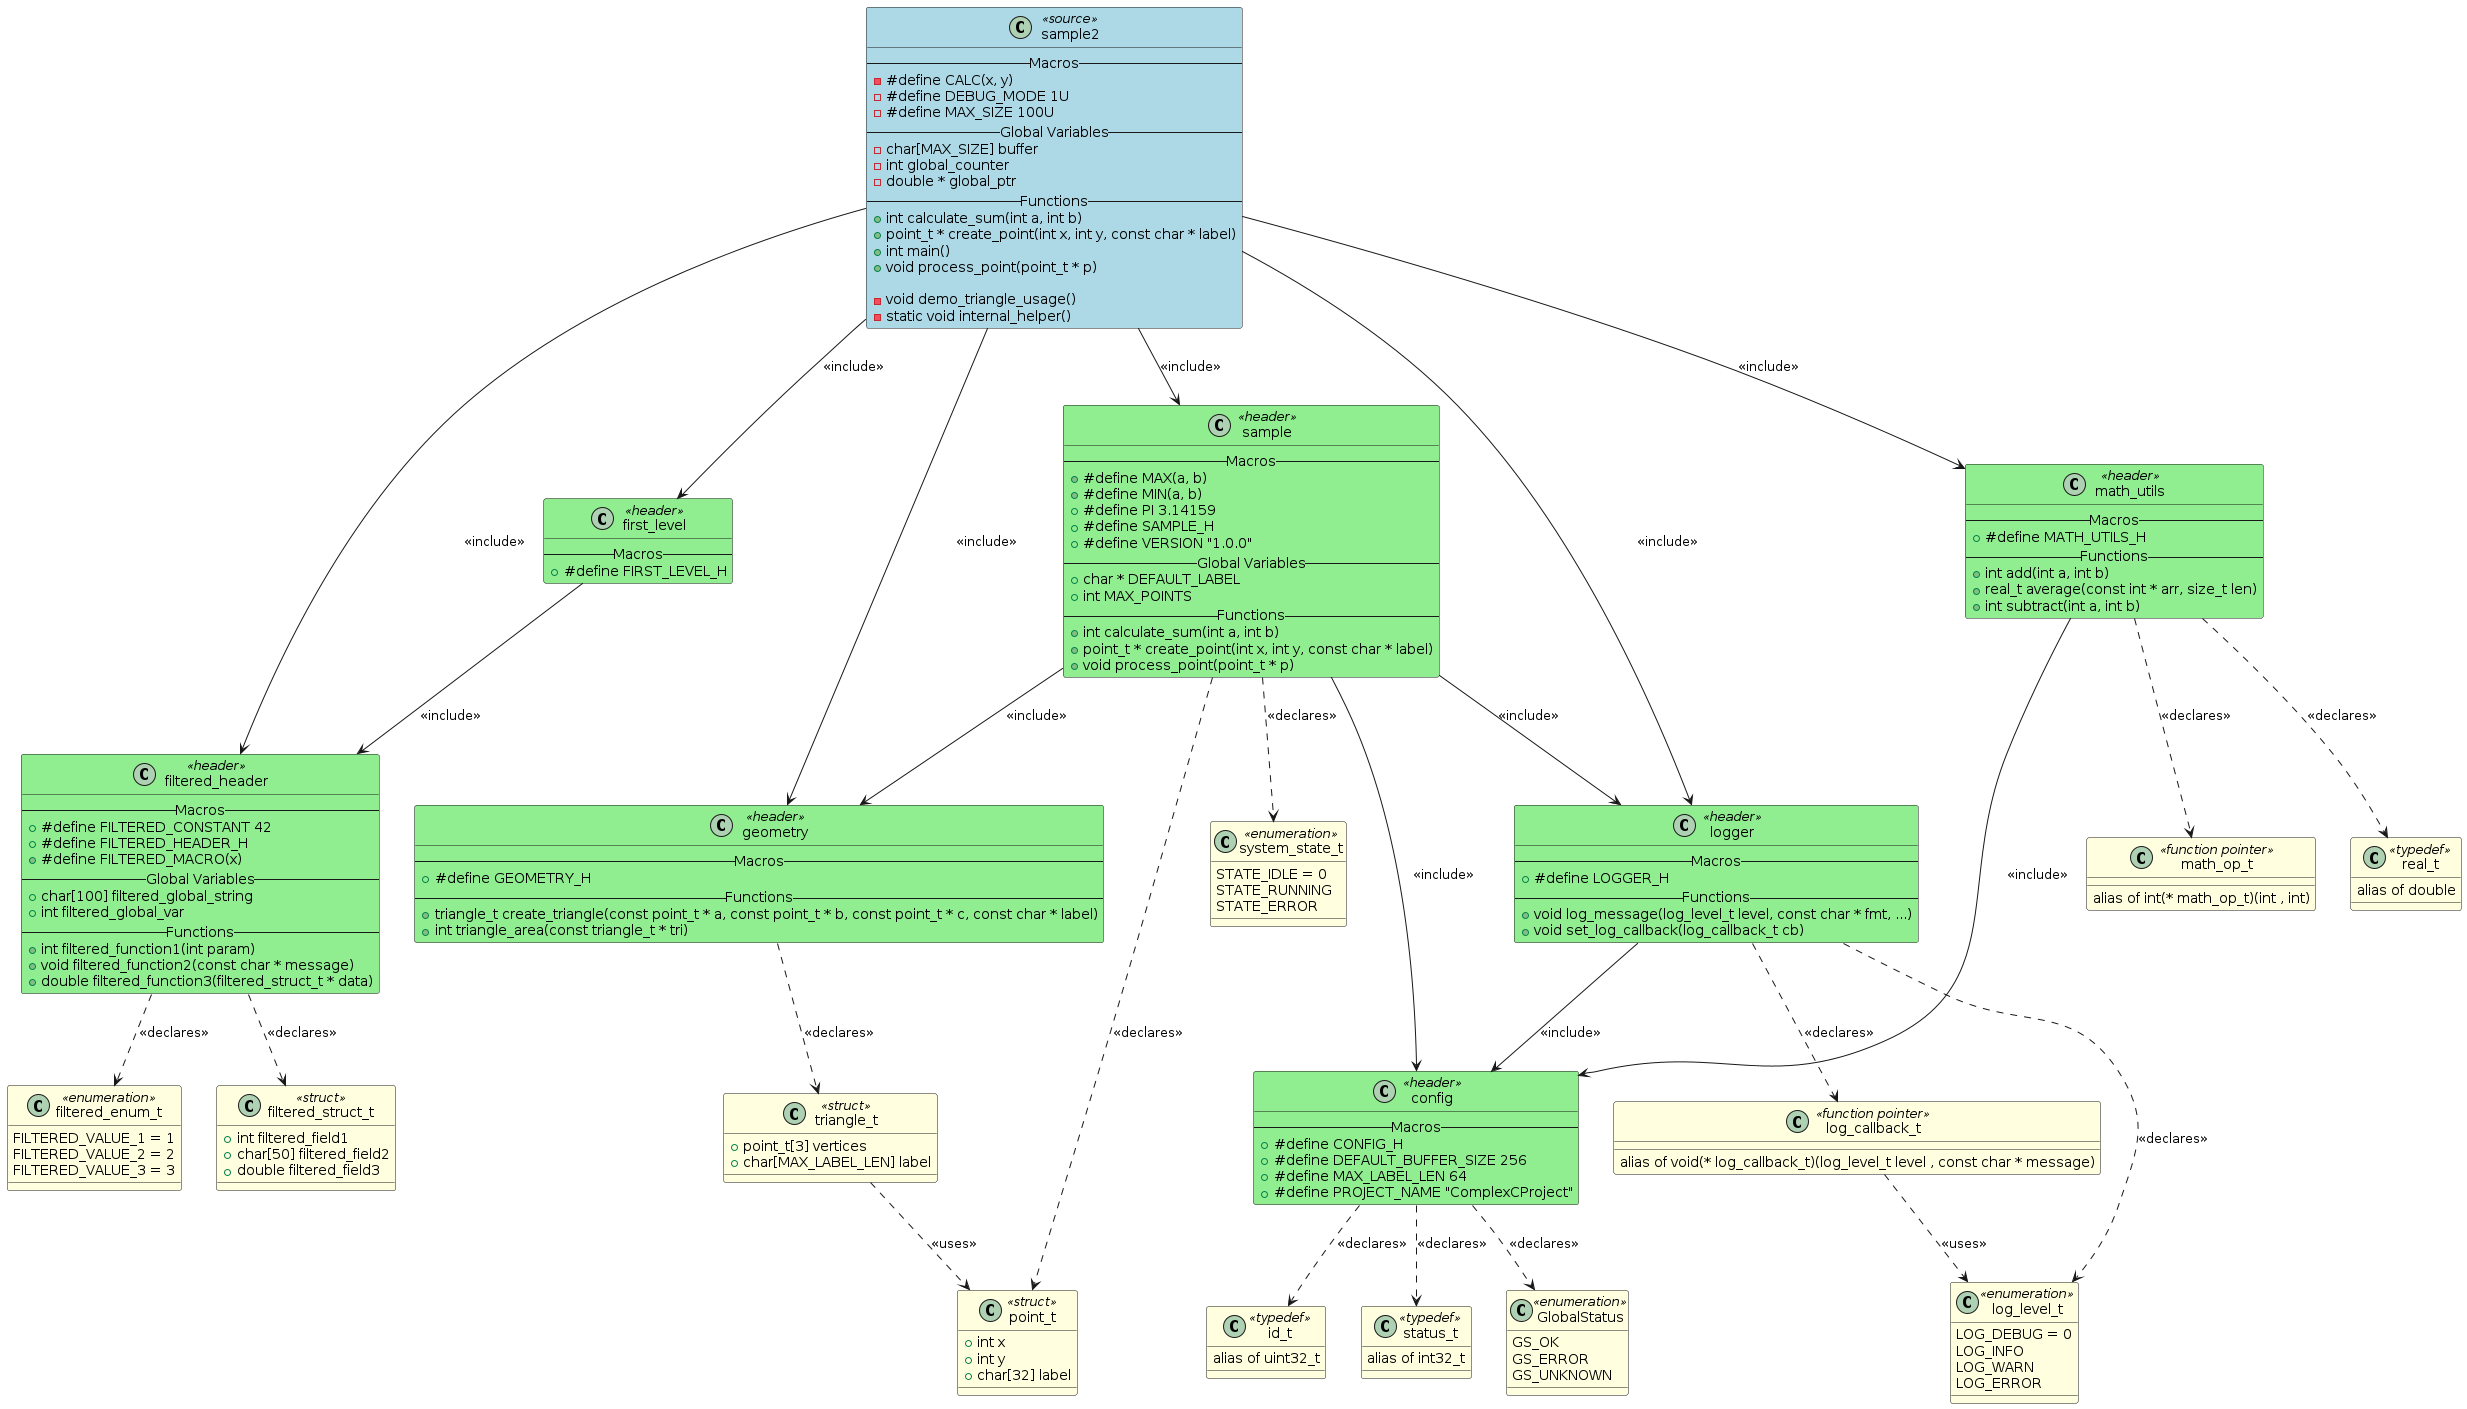 «source»
sample2
Macros
#define CALC(x, y)
#define DEBUG_MODE 1U
#define MAX_SIZE 100U
Global Variables
char[MAX_SIZE] buffer
int global_counter
double * global_ptr
Functions
int calculate_sum(int a, int b)
point_t * create_point(int x, int y, const char * label)
int main()
void process_point(point_t * p)
void demo_triangle_usage()
static void internal_helper()
«include»
«include»
«include»
«include»
«include»
«include»
«header»
sample
Macros
#define MAX(a, b)
#define MIN(a, b)
#define PI 3.14159
#define SAMPLE_H
#define VERSION "1.0.0"
Global Variables
char * DEFAULT_LABEL
int MAX_POINTS
Functions
int calculate_sum(int a, int b)
point_t * create_point(int x, int y, const char * label)
void process_point(point_t * p)
«header»
math_utils
Macros
#define MATH_UTILS_H
Functions
int add(int a, int b)
real_t average(const int * arr, size_t len)
int subtract(int a, int b)
«header»
first_level
Macros
#define FIRST_LEVEL_H
«include»
«include»
«declares»
«include»
«declares»
«declares»
«header»
filtered_header
Macros
#define FILTERED_CONSTANT 42
#define FILTERED_HEADER_H
#define FILTERED_MACRO(x)
Global Variables
char[100] filtered_global_string
int filtered_global_var
Functions
int filtered_function1(int param)
void filtered_function2(const char * message)
double filtered_function3(filtered_struct_t * data)
«header»
geometry
Macros
#define GEOMETRY_H
Functions
triangle_t create_triangle(const point_t * a, const point_t * b, const point_t * c, const char * label)
int triangle_area(const triangle_t * tri)
«enumeration»
system_state_t
STATE_IDLE = 0
STATE_RUNNING
STATE_ERROR
«include»
«header»
logger
Macros
#define LOGGER_H
Functions
void log_message(log_level_t level, const char * fmt, ...)
void set_log_callback(log_callback_t cb)
«include»
«function pointer»
math_op_t
alias of int(* math_op_t)(int , int)
«typedef»
real_t
alias of double
«declares»
«declares»
«declares»
«declares»
«include»
«declares»
«declares»
«enumeration»
filtered_enum_t
FILTERED_VALUE_1 = 1
FILTERED_VALUE_2 = 2
FILTERED_VALUE_3 = 3
«struct»
filtered_struct_t
int filtered_field1
char[50] filtered_field2
double filtered_field3
«struct»
triangle_t
point_t[3] vertices
char[MAX_LABEL_LEN] label
«header»
config
Macros
#define CONFIG_H
#define DEFAULT_BUFFER_SIZE 256
#define MAX_LABEL_LEN 64
#define PROJECT_NAME "ComplexCProject"
«function pointer»
log_callback_t
alias of void(* log_callback_t)(log_level_t level , const char * message)
«uses»
«declares»
«declares»
«declares»
«uses»
«struct»
point_t
int x
int y
char[32] label
«typedef»
id_t
alias of uint32_t
«typedef»
status_t
alias of int32_t
«enumeration»
GlobalStatus
GS_OK
GS_ERROR
GS_UNKNOWN
«enumeration»
log_level_t
LOG_DEBUG = 0
LOG_INFO
LOG_WARN
LOG_ERROR